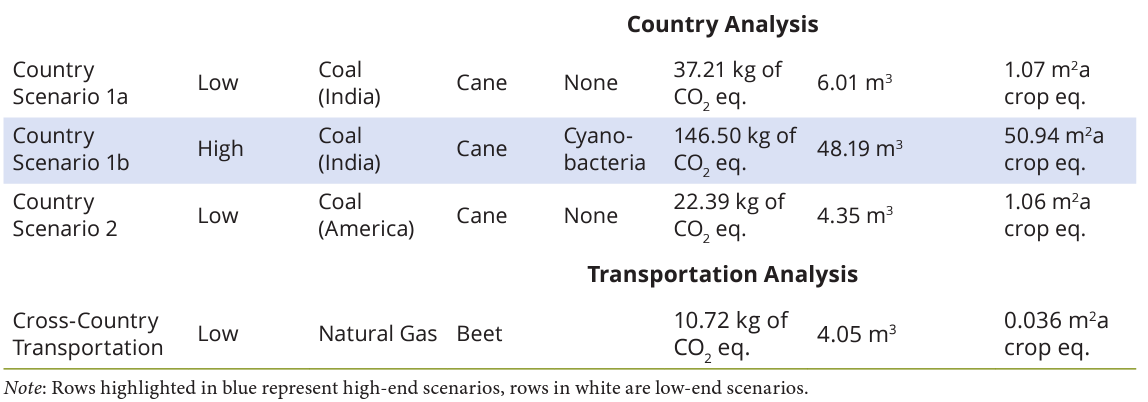 Country Analysis
Country Scenario 1a Low Coal (India) Cane None 37.21 kg of CO₂ eq. 6.01 m³ 1.07 m²a crop eq.
Country Scenario 1b High Coal (India) Cane Cyano-bacteria 146.50 kg of CO₂ eq. 48.19 m³ 50.94 m²a crop eq.
Country Scenario 2 Low Coal (America) Cane None 22.39 kg of CO₂ eq. 4.35 m³ 1.06 m²a crop eq.
Transportation Analysis
Cross-Country Transportation Low Natural Gas Beet 10.72 kg of CO₂ eq. 4.05 m³ 0.036 m²a crop eq.
Note: Rows highlighted in blue represent high-end scenarios, rows in white are low-end scenarios.